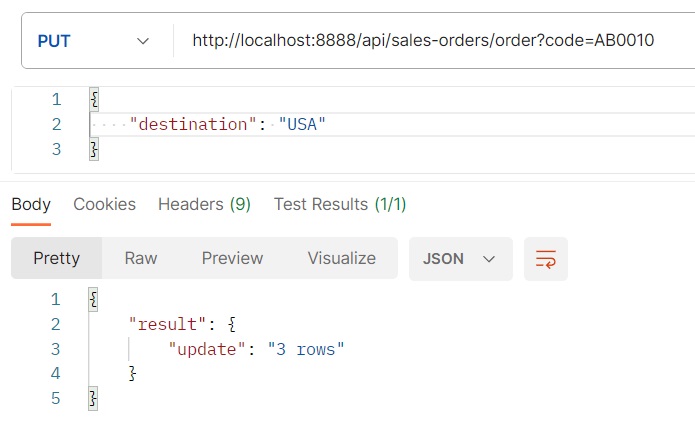 PUT http://localhost:8888/api/sales-orders/order?code=AB0010
1 {
2 ····"destination":·"USA"
3 }
Body Cookies Headers (9) Test Results (1/1)
Pretty Raw Preview Visualize JSON
1 {
2 "result": {
3 "update": "3 rows"
4 }
5 }